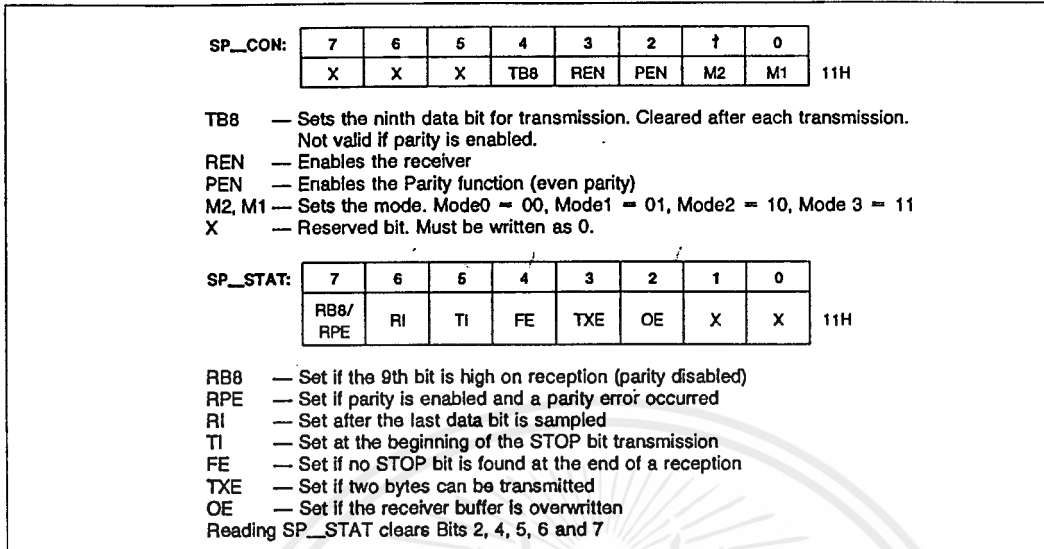 SP__CON: 7 6 5 4 3 2 1 0
X X X TB8 REN PEN M2 M1 11H
TB8 — Sets the ninth data bit for transmission. Cleared after each transmission.
Not valid if parity is enabled.
REN — Enables the receiver
PEN — Enables the Parity function (even parity)
M2, M1 — Sets the mode. Mode0 = 00, Mode1 = 01, Mode2 = 10, Mode 3 = 11
X — Reserved bit. Must be written as 0.
SP__STAT: 7 6 5 4 3 2 1 0
RB8/
RPE RI TI FE TXE OE X X 11H
RB8 — Set if the 9th bit is high on reception (parity disabled)
RPE — Set if parity is enabled and a parity error occurred
RI — Set after the last data bit is sampled
TI — Set at the beginning of the STOP bit transmission
FE — Set if no STOP bit is found at the end of a reception
TXE — Set if two bytes can be transmitted
OE — Set if the receiver buffer is overwritten
Reading SP__STAT clears Bits 2, 4, 5, 6 and 7